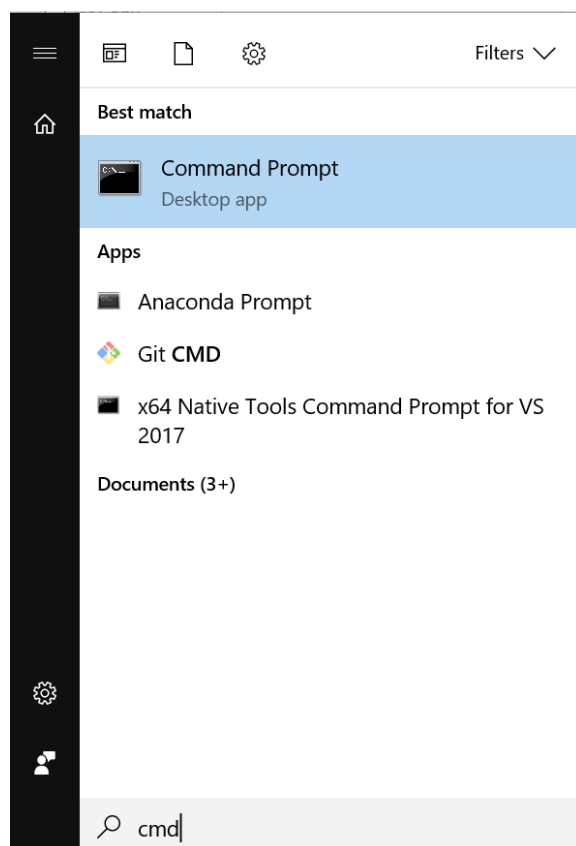 Filters
Best match
Command Prompt
Desktop app
Apps
Anaconda Prompt
Git CMD
x64 Native Tools Command Prompt for VS
2017
Documents (3+)
cmd